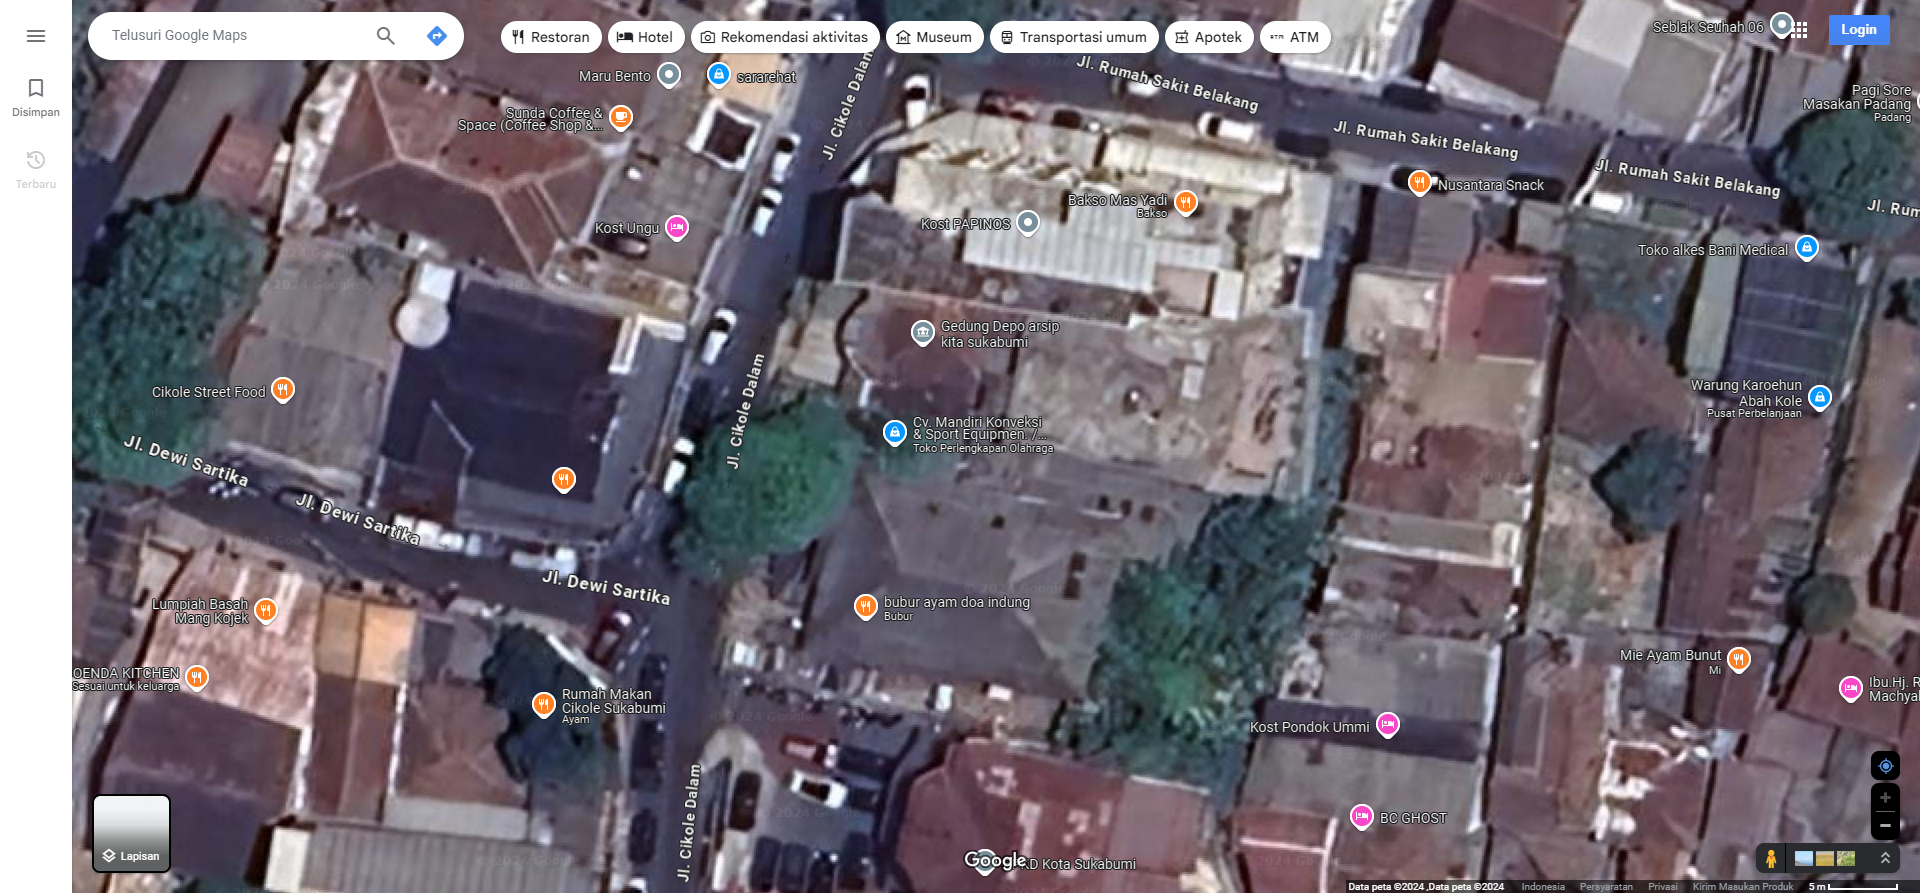 Telusuri Google Maps
Restoran
Hotel
Rekomendasi aktivitas
Museum
Transportasi umum
Apotek
ATM
Login
Disimpan
Terbaru
Seblak Seuhah 06
Maru Bento
sararehat
Sunda Coffee &
Space (Coffee Shop &...
Jl. Cikole Dalam
Jl. Rumah Sakit Belakang
Jl. Rumah Sakit Belakang
Jl. Rumah Sakit Belakang
Jl. Rum
Pagi Sore
Masakan Padang
Padang
Nusantara Snack
Bakso Mas Yadi
Bakso
Kost PAPINOS
Kost Ungu
Toko alkes Bani Medical
Gedung Depo arsip
kita sukabumi
Cikole Street Food
Jl. Cikole Dalam
Warung Karoehun
Abah Kole
Pusat Perbelanjaan
Cv. Mandiri Konveksi
& Sport Equipmen. /...
Toko Perlengkapan Olahraga
Jl. Dewi Sartika
Jl. Dewi Sartika
Jl. Dewi Sartika
Lumpiah Basah
Mang Kojek
bubur ayam doa indung
Bubur
OENDA KITCHEN
Sesuai untuk keluarga
Rumah Makan
Cikole Sukabumi
Ayam
Mie Ayam Bunut
Mi
Ibu.Hj. R
Machya
Kost Pondok Ummi
Jl. Cikole Dalam
BC GHOST
Lapisan
Google
KD Kota Sukabumi
Data peta ©2024 ,Data peta ©2024
Indonesia
Persyaratan
Privasi
Kirim Masukan Produk
5 m